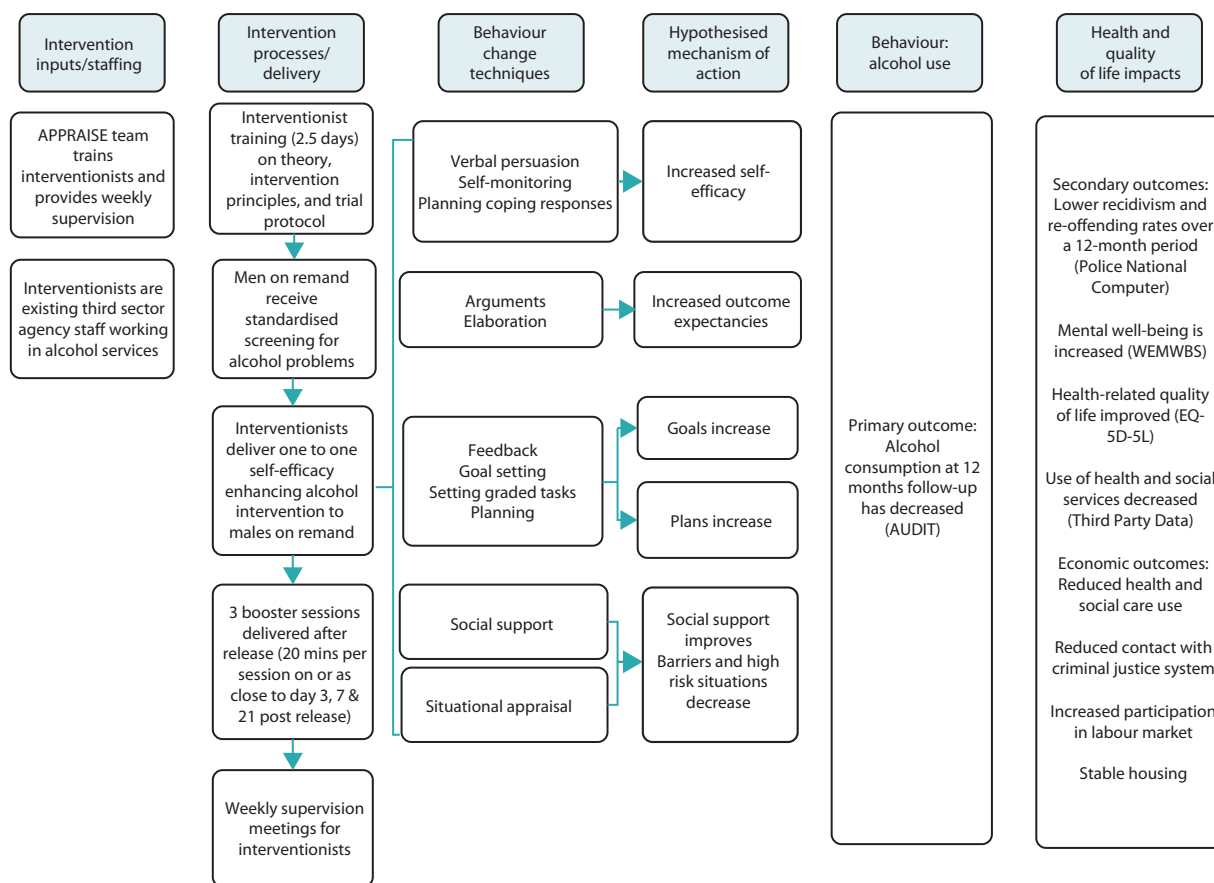 Intervention
inputs/staffing
Intervention
processes/
delivery
Behaviour
change
techniques
Hypothesised
mechanism of
action
Behaviour:
alcohol use
Health and
quality
of life impacts
APPRAISE team
trains
interventionists and
provides weekly
supervision
Interventionists are
existing third sector
agency staff working
in alcohol services
Interventionist
training (2.5 days)
on theory,
intervention
principles, and trial
protocol
Men on remand
receive
standardised
screening for
alcohol problems
Interventionists
deliver one to one
self-efficacy
enhancing alcohol
intervention to
males on remand
3 booster sessions
delivered after
release (20 mins per
session on or as
close to day 3, 7 &
21 post release)
Weekly supervision
meetings for
interventionists
Verbal persuasion
Self-monitoring
Planning coping responses
Arguments
Elaboration
Feedback
Goal setting
Setting graded tasks
Planning
Social support
Situational appraisal
Increased self-
efficacy
Increased outcome
expectancies
Goals increase
Plans increase
Social support
improves
Barriers and high
risk situations
decrease
Primary outcome:
Alcohol
consumption at 12
months follow-up
has decreased
(AUDIT)
Secondary outcomes:
Lower recidivism and
re-offending rates over
a 12-month period
(Police National
Computer)
Mental well-being is
increased (WEMWBS)
Health-related quality
of life improved (EQ-
5D-5L)
Use of health and social
services decreased
(Third Party Data)
Economic outcomes:
Reduced health and
social care use
Reduced contact with
criminal justice system
Increased participation
in labour market
Stable housing